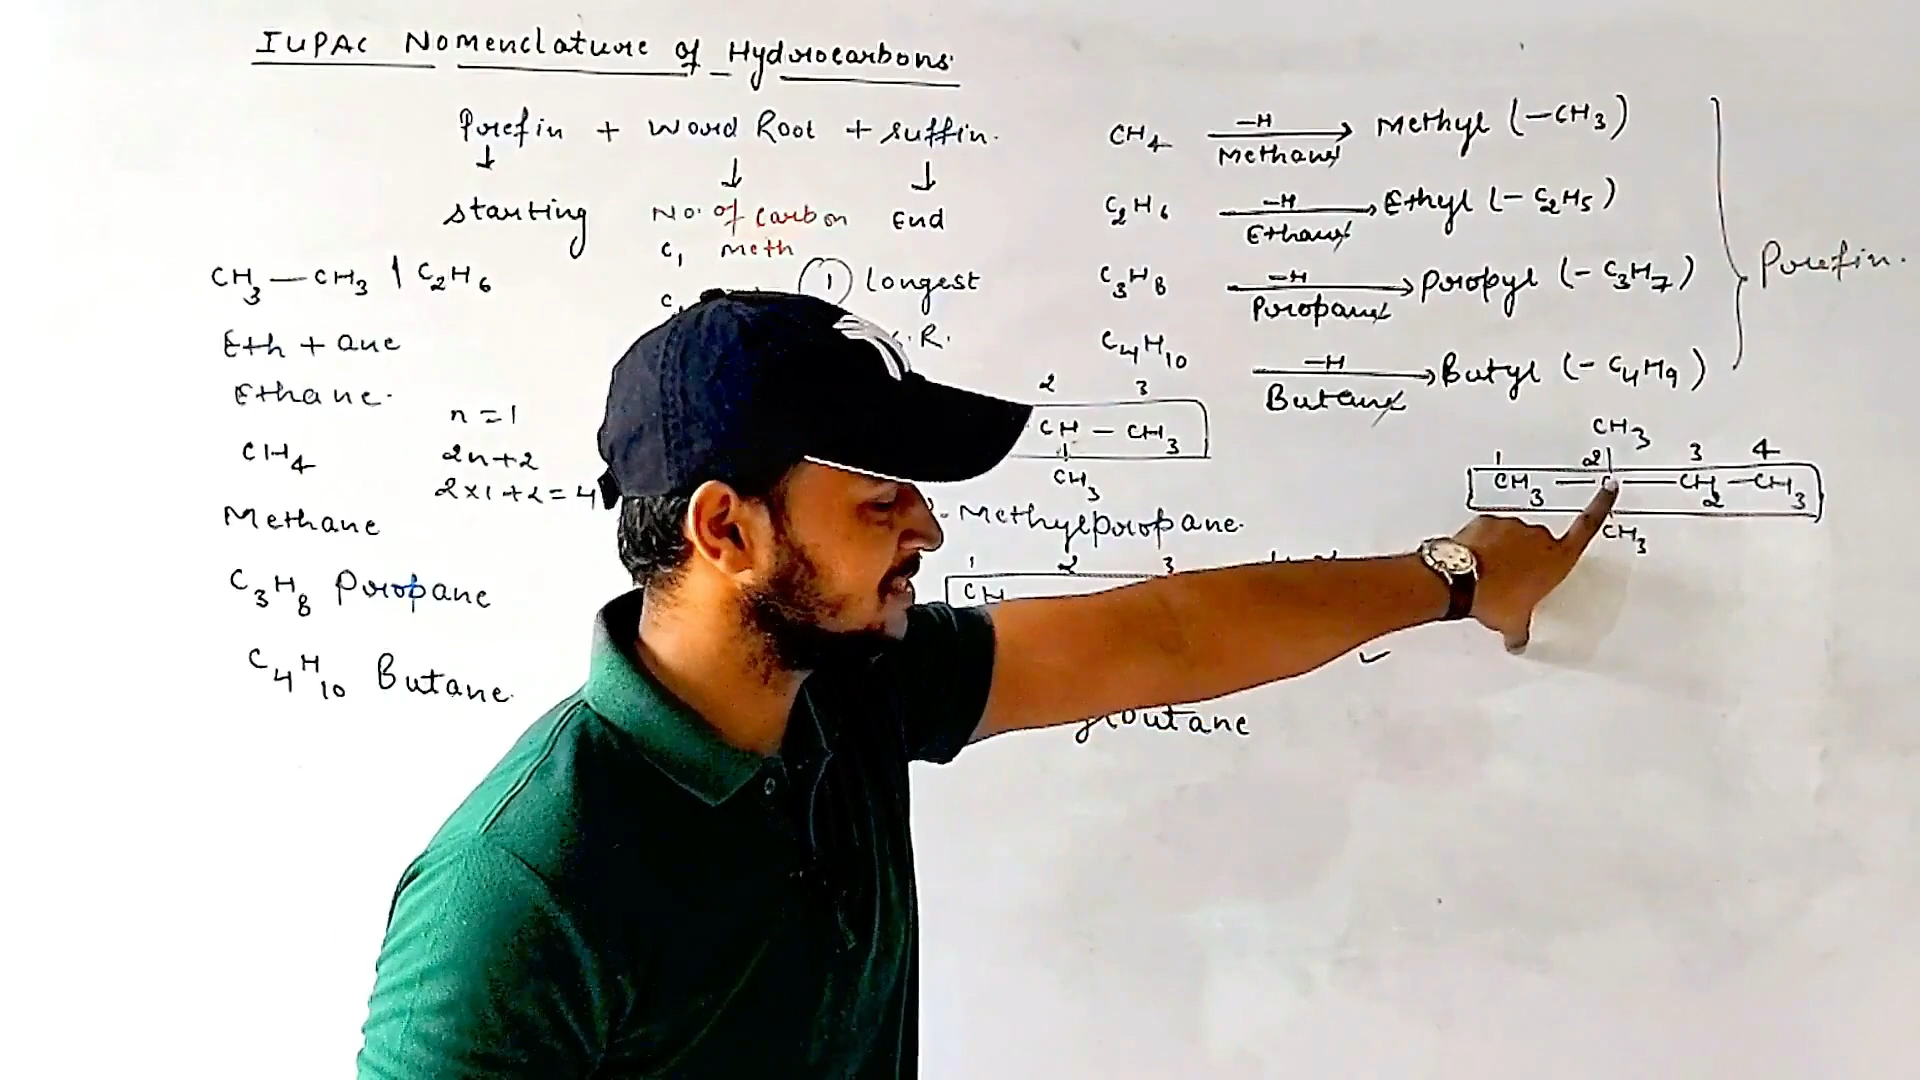 IUPAC Nomenclature of Hydrocarbons.
Prefix + Word Root + suffix.
↓ ↓ ↓
starting No. of carbon End
C1 meth
CH3 — CH3 | C2H6
Eth + ane
Ethane.
CH4
Methane
n = 1
2n+2
2×1+2 = 4
C3H8 Propane
C4H10 Butane.
① Longest
.R.
2 3
CH — CH3
CH3
-Methylpropane.
1 2 3
CH
butane
CH4 —H→ Methyl (—CH3)
Methane
C2H6 —H→ Ethyl (— C2H5)
Ethane
C3H8 —H→ Propyl (— C3H7)
Propane
C4H10 —H→ Butyl (— C4H9)
Butane
Prefix.
CH3
1 2 3 4
CH3 — C — CH2 — CH3
CH3